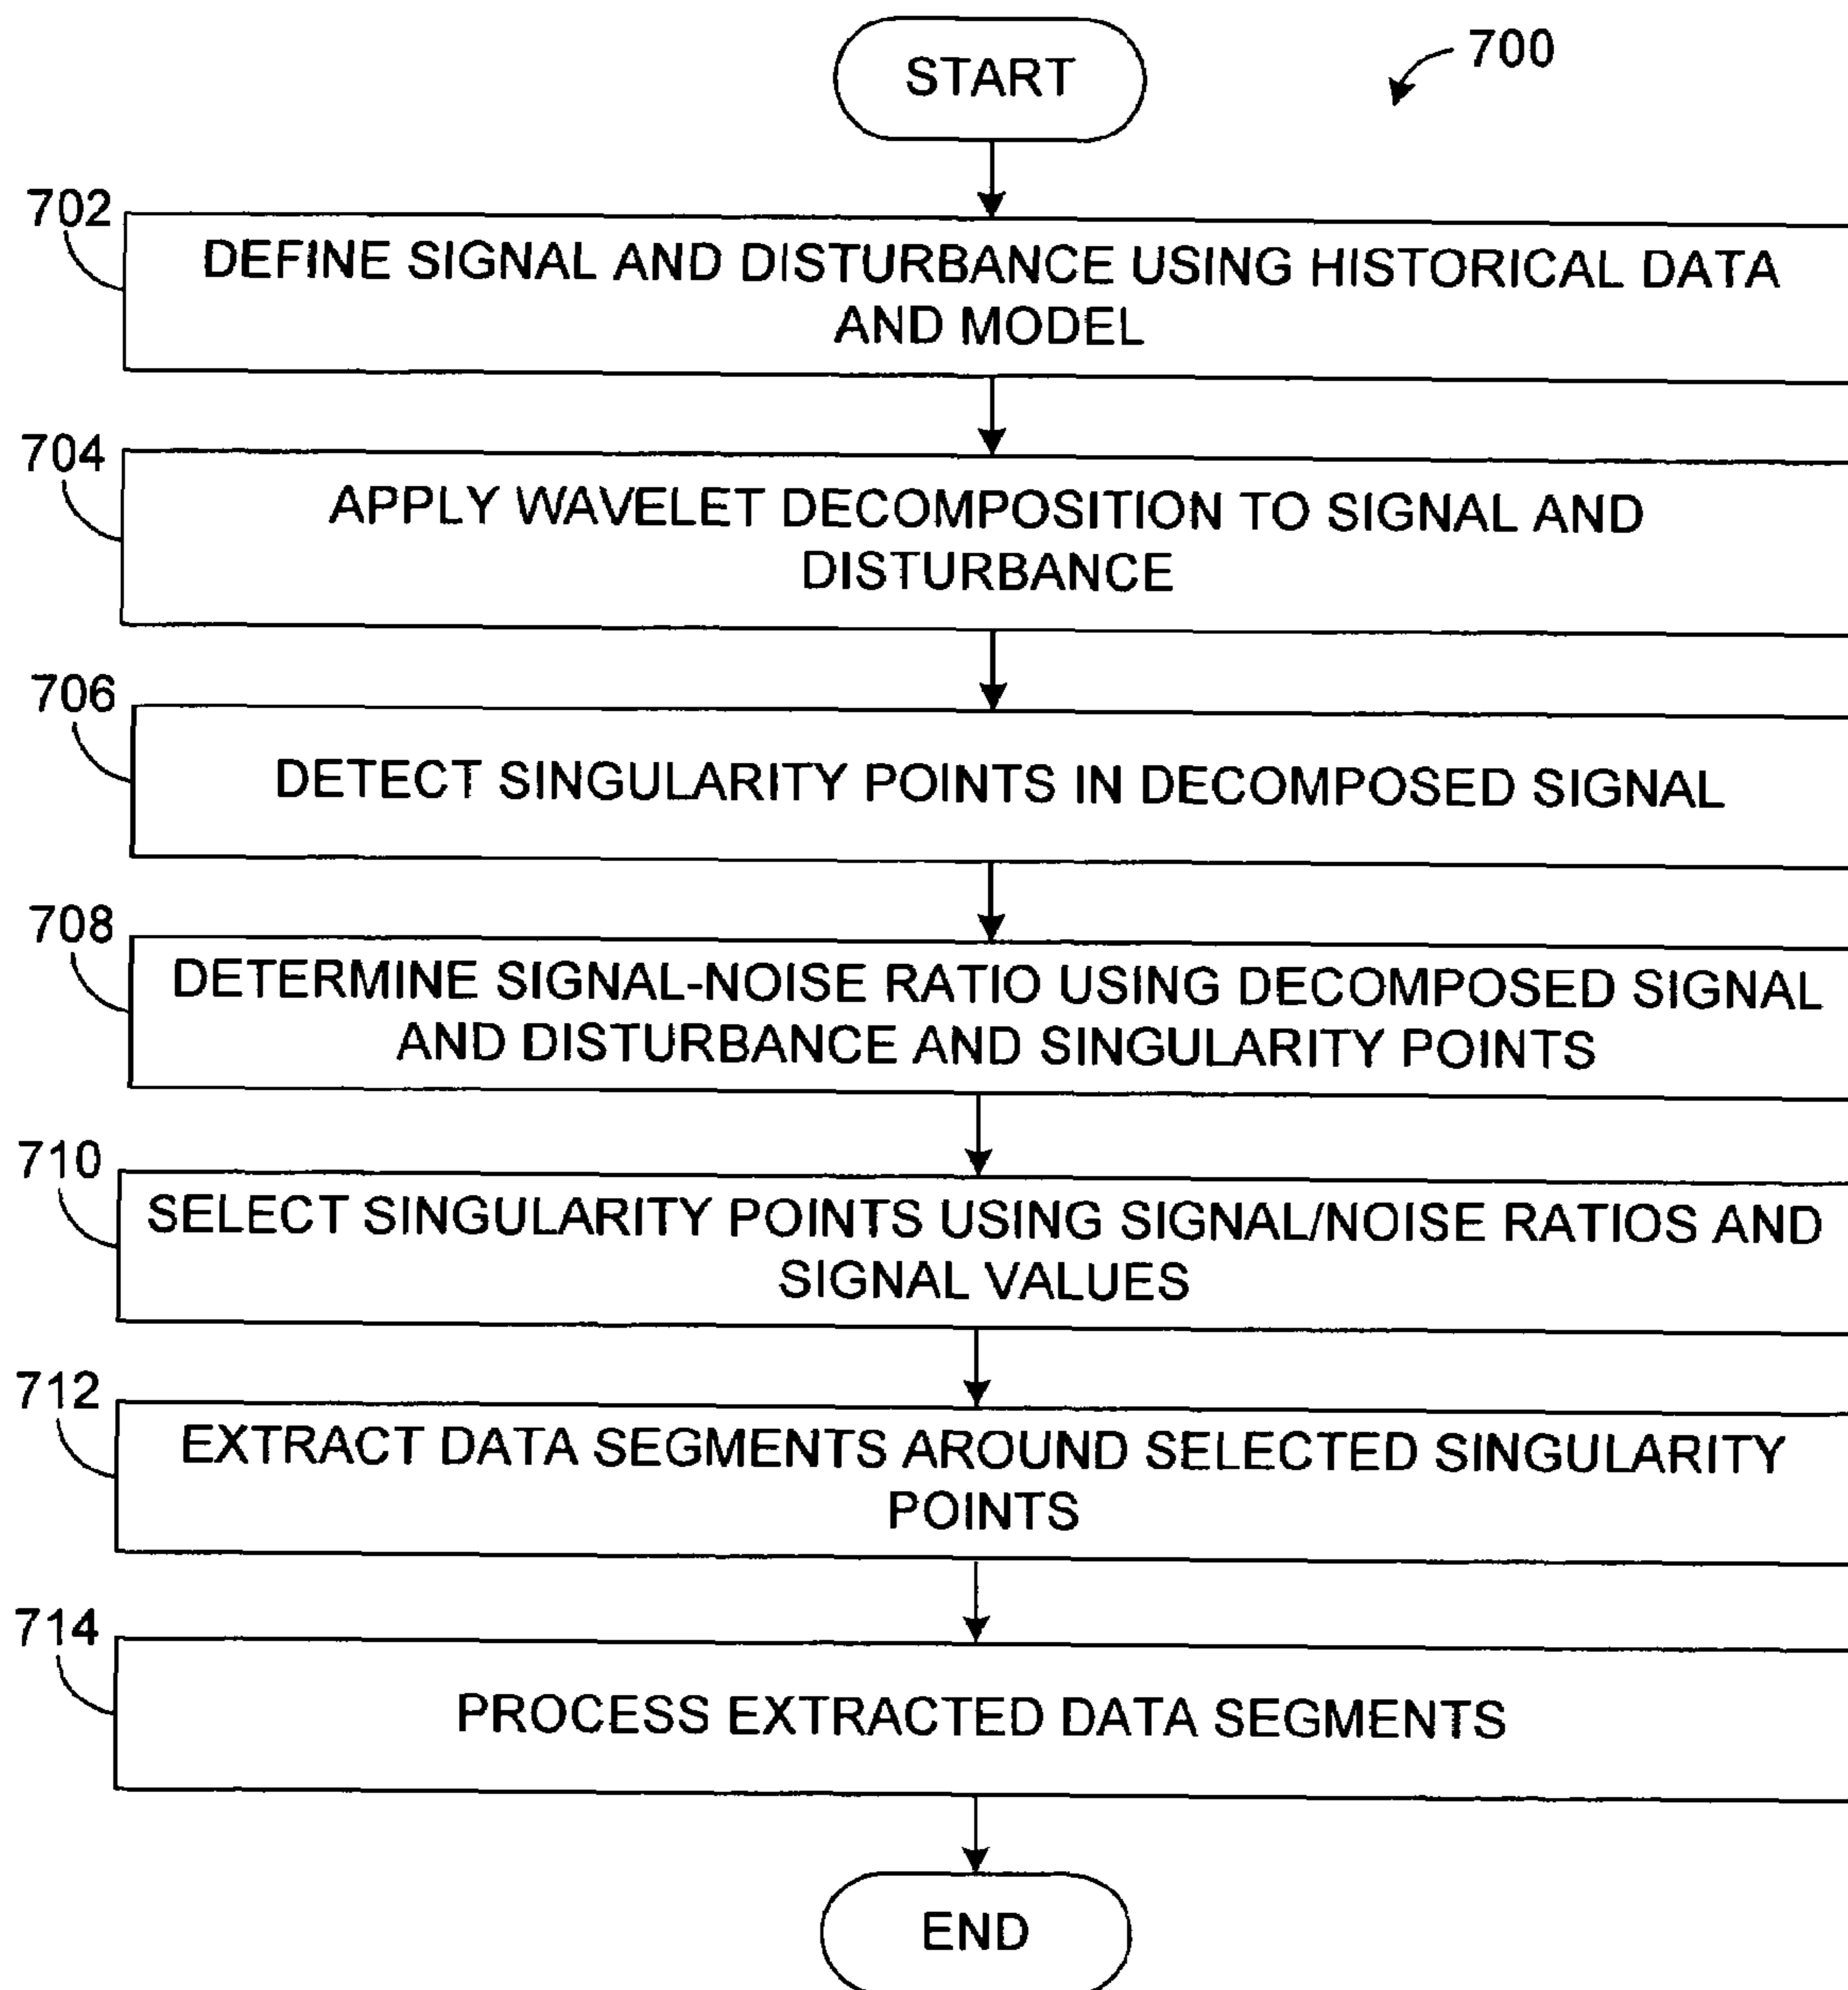 START
700
702
DEFINE SIGNAL AND DISTURBANCE USING HISTORICAL DATA
AND MODEL
704
APPLY WAVELET DECOMPOSITION TO SIGNAL AND
DISTURBANCE
706
DETECT SINGULARITY POINTS IN DECOMPOSED SIGNAL
708
DETERMINE SIGNAL-NOISE RATIO USING DECOMPOSED SIGNAL
AND DISTURBANCE AND SINGULARITY POINTS
710
SELECT SINGULARITY POINTS USING SIGNAL/NOISE RATIOS AND
SIGNAL VALUES
712
EXTRACT DATA SEGMENTS AROUND SELECTED SINGULARITY
POINTS
714
PROCESS EXTRACTED DATA SEGMENTS
END